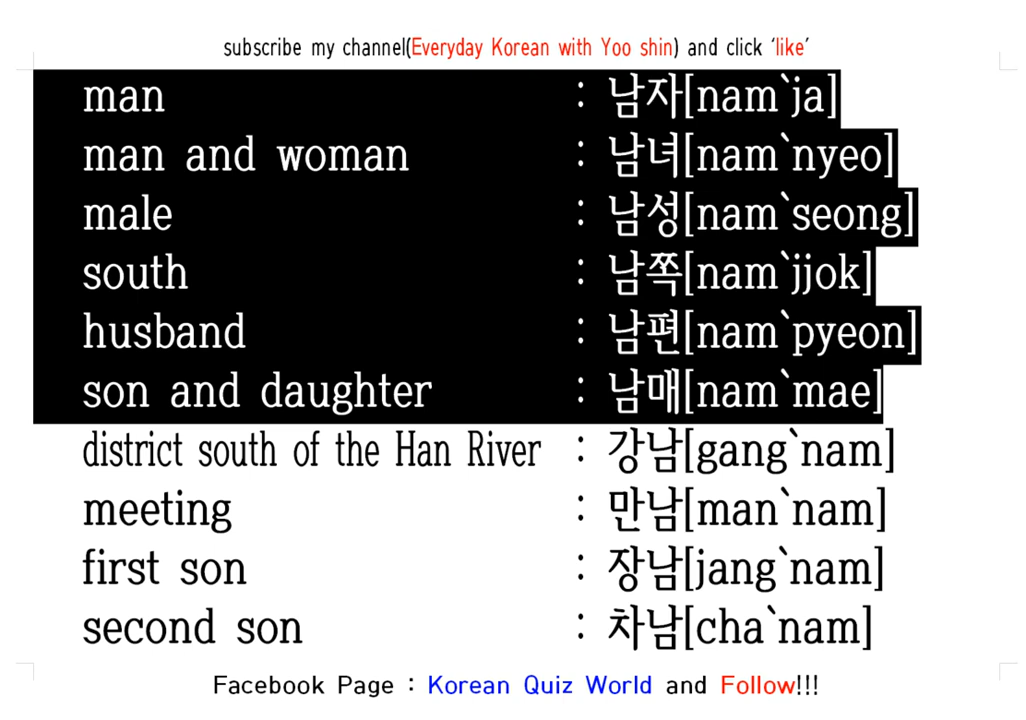 subscribe my channel(Everyday Korean with Yoo shin) and click ‘like’
man : 남자[nam`ja]
man and woman : 남녀[nam`nyeo]
male : 남성[nam`seong]
south : 남쪽[nam`jjok]
husband : 남편[nam`pyeon]
son and daughter : 남매[nam`mae]
district south of the Han River : 강남[gang`nam]
meeting : 만남[man`nam]
first son : 장남[jang`nam]
second son : 차남[cha`nam]
Facebook Page : Korean Quiz World and Follow!!!